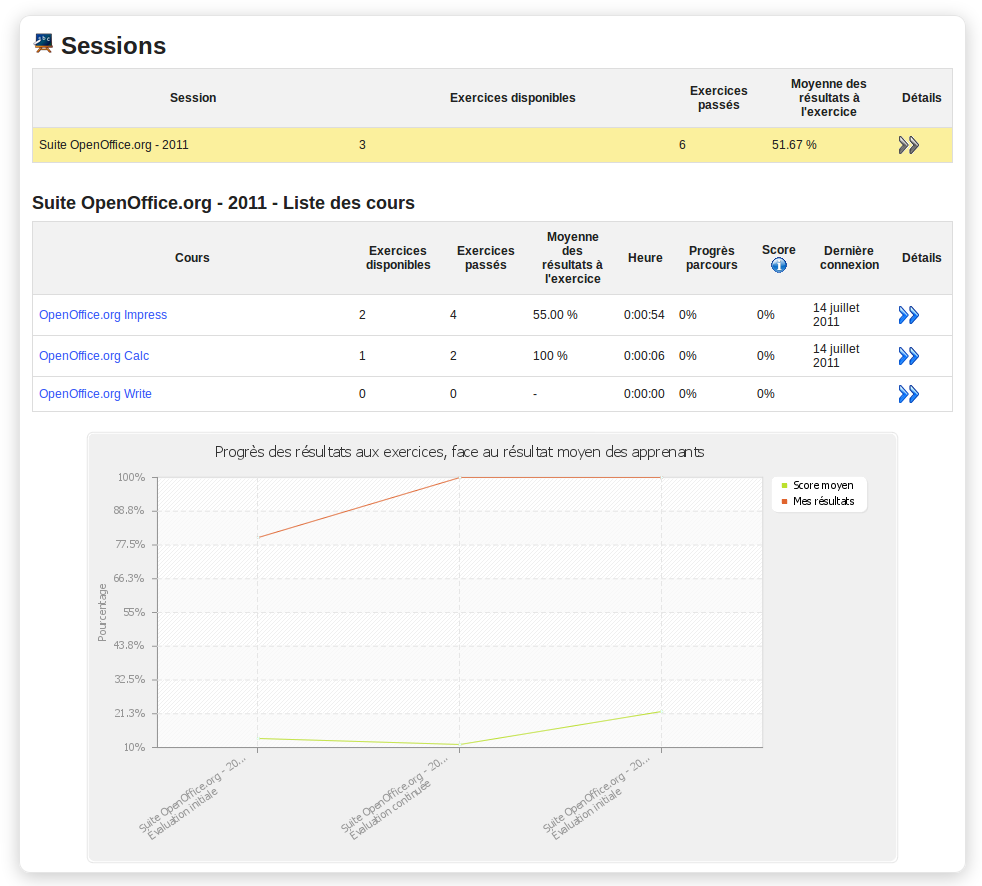 Sessions
Session Exercices disponibles Exercices passés Moyenne des résultats à l'exercice Détails
Suite OpenOffice.org - 2011 3 6 51.67 %
Suite OpenOffice.org - 2011 - Liste des cours
Cours Exercices disponibles Exercices passés Moyenne des résultats à l'exercice Heure Progrès parcours Score Dernière connexion Détails
OpenOffice.org Impress 2 4 55.00 % 0:00:54 0% 0% 14 juillet 2011
OpenOffice.org Calc 1 2 100 % 0:00:06 0% 0% 14 juillet 2011
OpenOffice.org Write 0 0 - 0:00:00 0% 0%
Progrès des résultats aux exercices, face au résultat moyen des apprenants
Score moyen
Mes résultats
100%
88.8%
77.5%
66.3%
55%
43.8%
32.5%
21.3%
10%
Pourcentage
Suite OpenOffice.org - 20...
Évaluation initiale
Suite OpenOffice.org - 20...
Évaluation continuée
Suite OpenOffice.org - 20...
Évaluation initiale